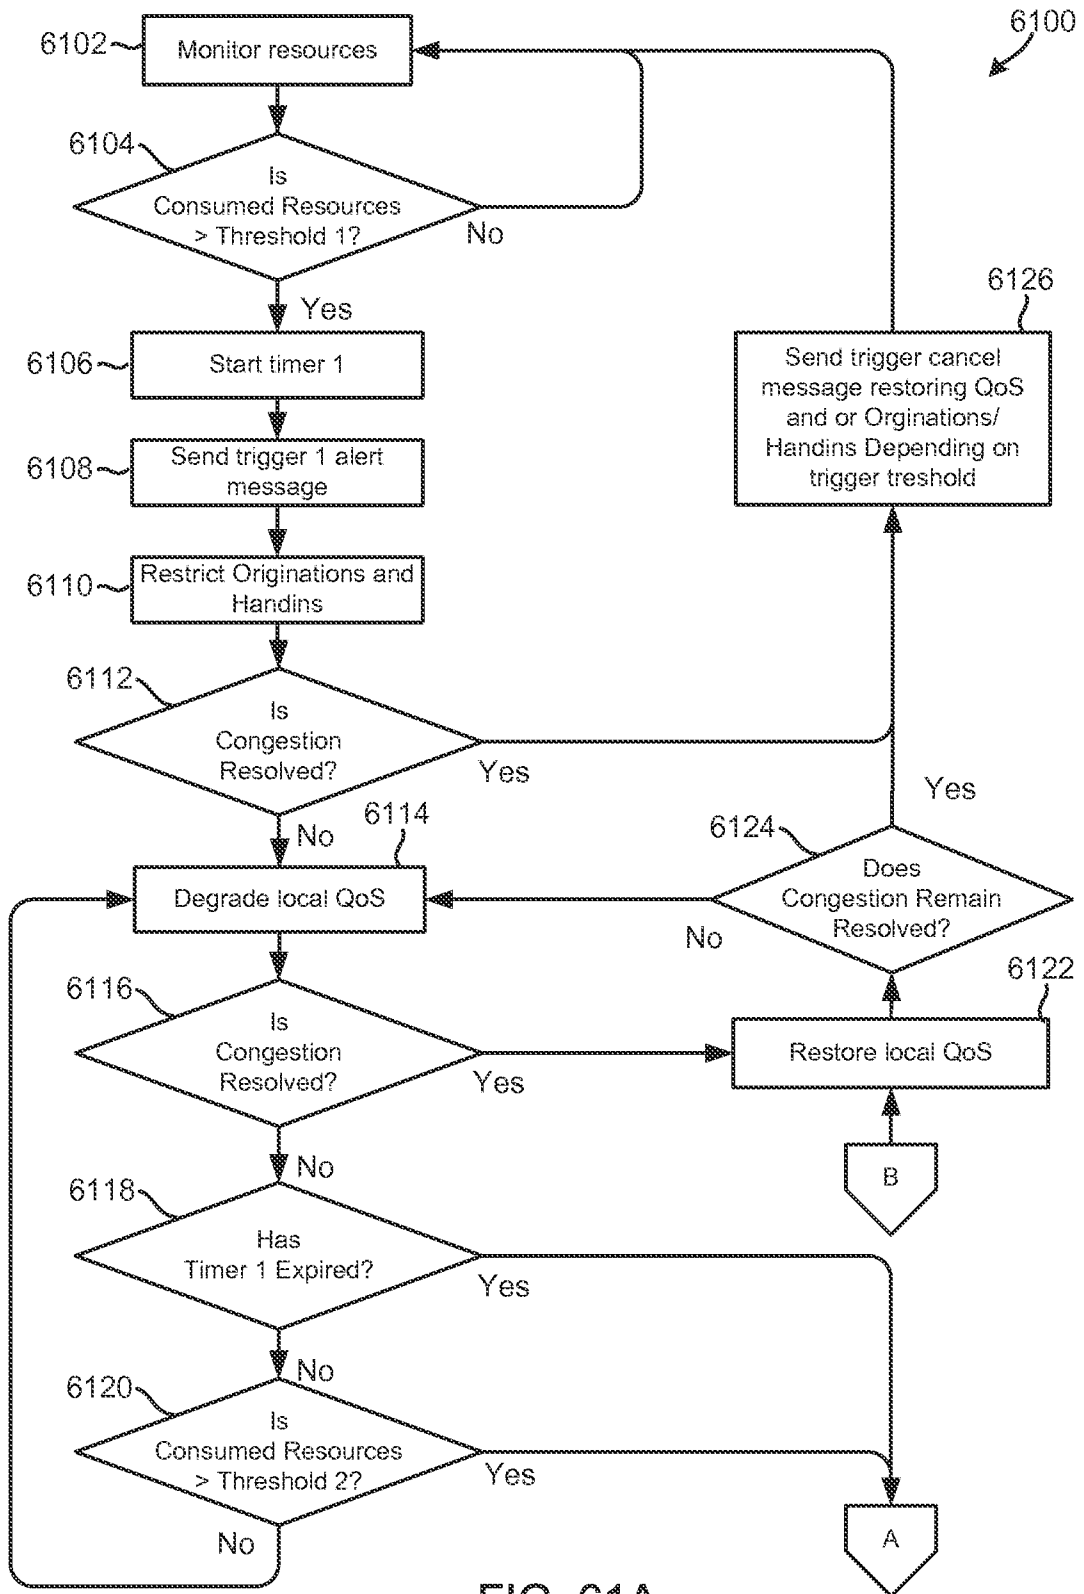 6100
6102
Monitor resources
6104
Is
Consumed Resources
> Threshold 1?
No
Yes
6106
Start timer 1
6108
Send trigger 1 alert
message
6110
Restrict Originations and
Handins
6112
Is
Congestion
Resolved?
Yes
No
6114
Degrade local QoS
6116
Is
Congestion
Resolved?
Yes
No
6118
Has
Timer 1 Expired?
Yes
No
6120
Is
Consumed Resources
> Threshold 2?
Yes
No
6126
Send trigger cancel
message restoring QoS
and or Orginations/
Handins Depending on
trigger treshold
Yes
6124
Does
Congestion Remain
Resolved?
No
6122
Restore local QoS
B
A
FIG. 61A